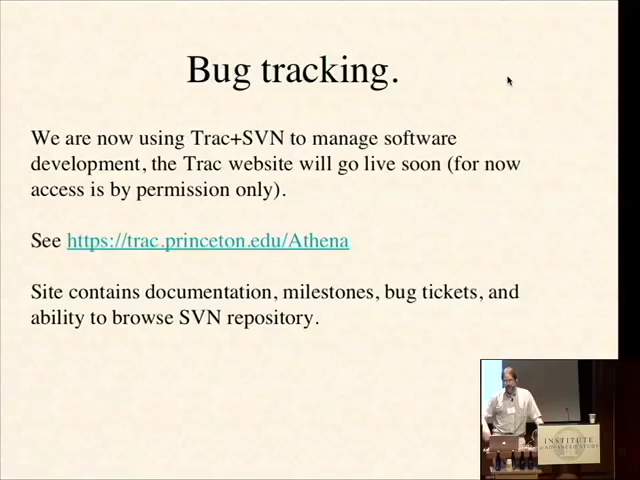 Bug tracking.
We are now using Trac+SVN to manage software
development, the Trac website will go live soon (for now
access is by permission only).
See https://trac.princeton.edu/Athena
Site contains documentation, milestones, bug tickets, and
ability to browse SVN repository.
INSTITUTE
ADVANCED STUDY